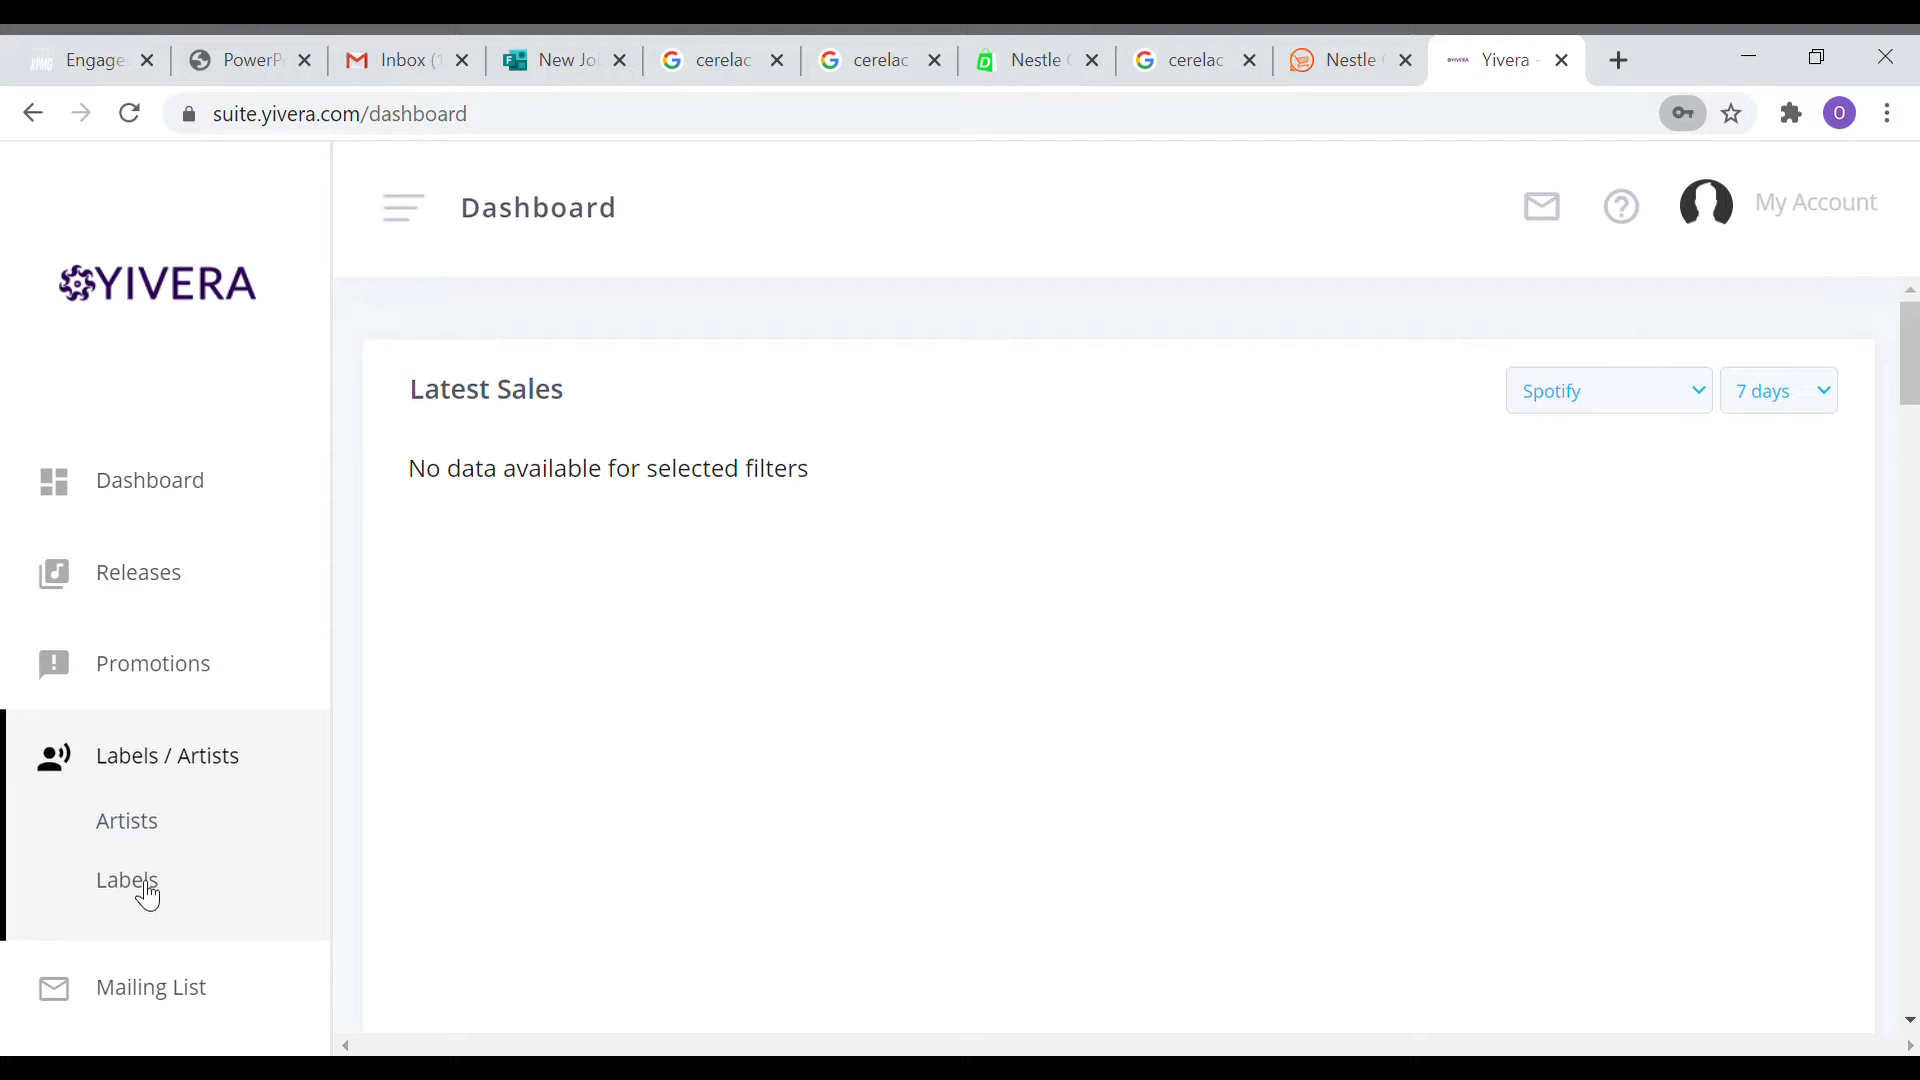 Engage PowerP Inbox (1 New Joi cerelac cerelac Nestle cerelac Nestle Yivera -
suite.yivera.com/dashboard
O
Dashboard
My Account
YIVERA
Latest Sales
Spotify
7 days
No data available for selected filters
Dashboard
Releases
Promotions
Labels / Artists
Artists
Labels
Mailing List